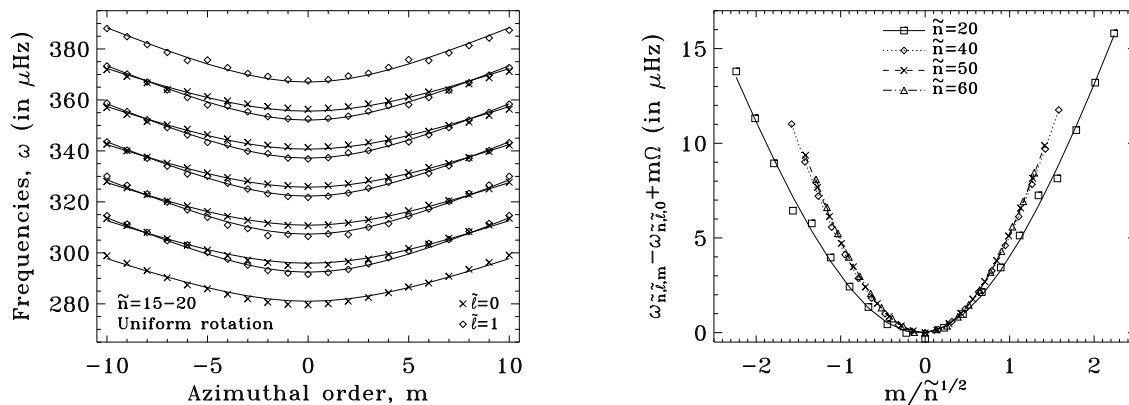 Frequencies, ω (in μHz)
380
360
340
320
300
280
ñ=15−20
Uniform rotation
× ℓ̃=0
◇ ℓ̃=1
−10 −5 0 5 10
Azimuthal order, m
ω_ñ,ℓ̃,m−ω_ñ,ℓ̃,0+mΩ (in μHz)
15
10
5
0
ñ=20
ñ=40
ñ=50
ñ=60
−2 −1 0 1 2
m/ñ^1/2